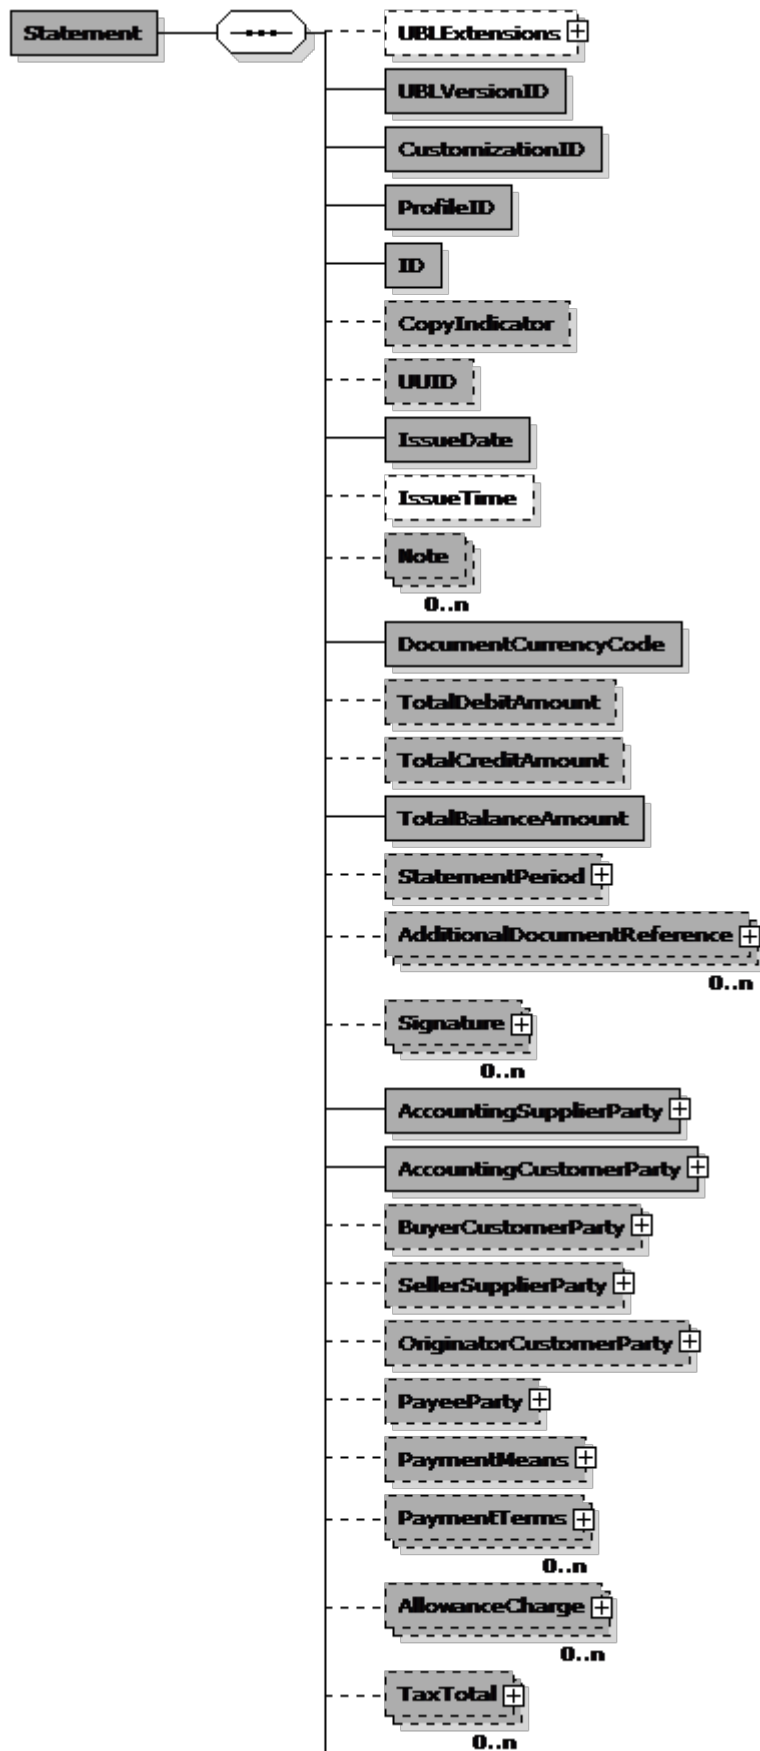 Statement
UBLExtensions
UBLVersionID
CustomizationID
ProfileID
ID
CopyIndicator
UUID
IssueDate
IssueTime
Note
0..n
DocumentCurrencyCode
TotalDebitAmount
TotalCreditAmount
TotalBalanceAmount
StatementPeriod
AdditionalDocumentReference
0..n
Signature
0..n
AccountingSupplierParty
AccountingCustomerParty
BuyerCustomerParty
SellerSupplierParty
OriginatorCustomerParty
PayeeParty
PaymentMeans
PaymentTerms
0..n
AllowanceCharge
0..n
TaxTotal
0..n